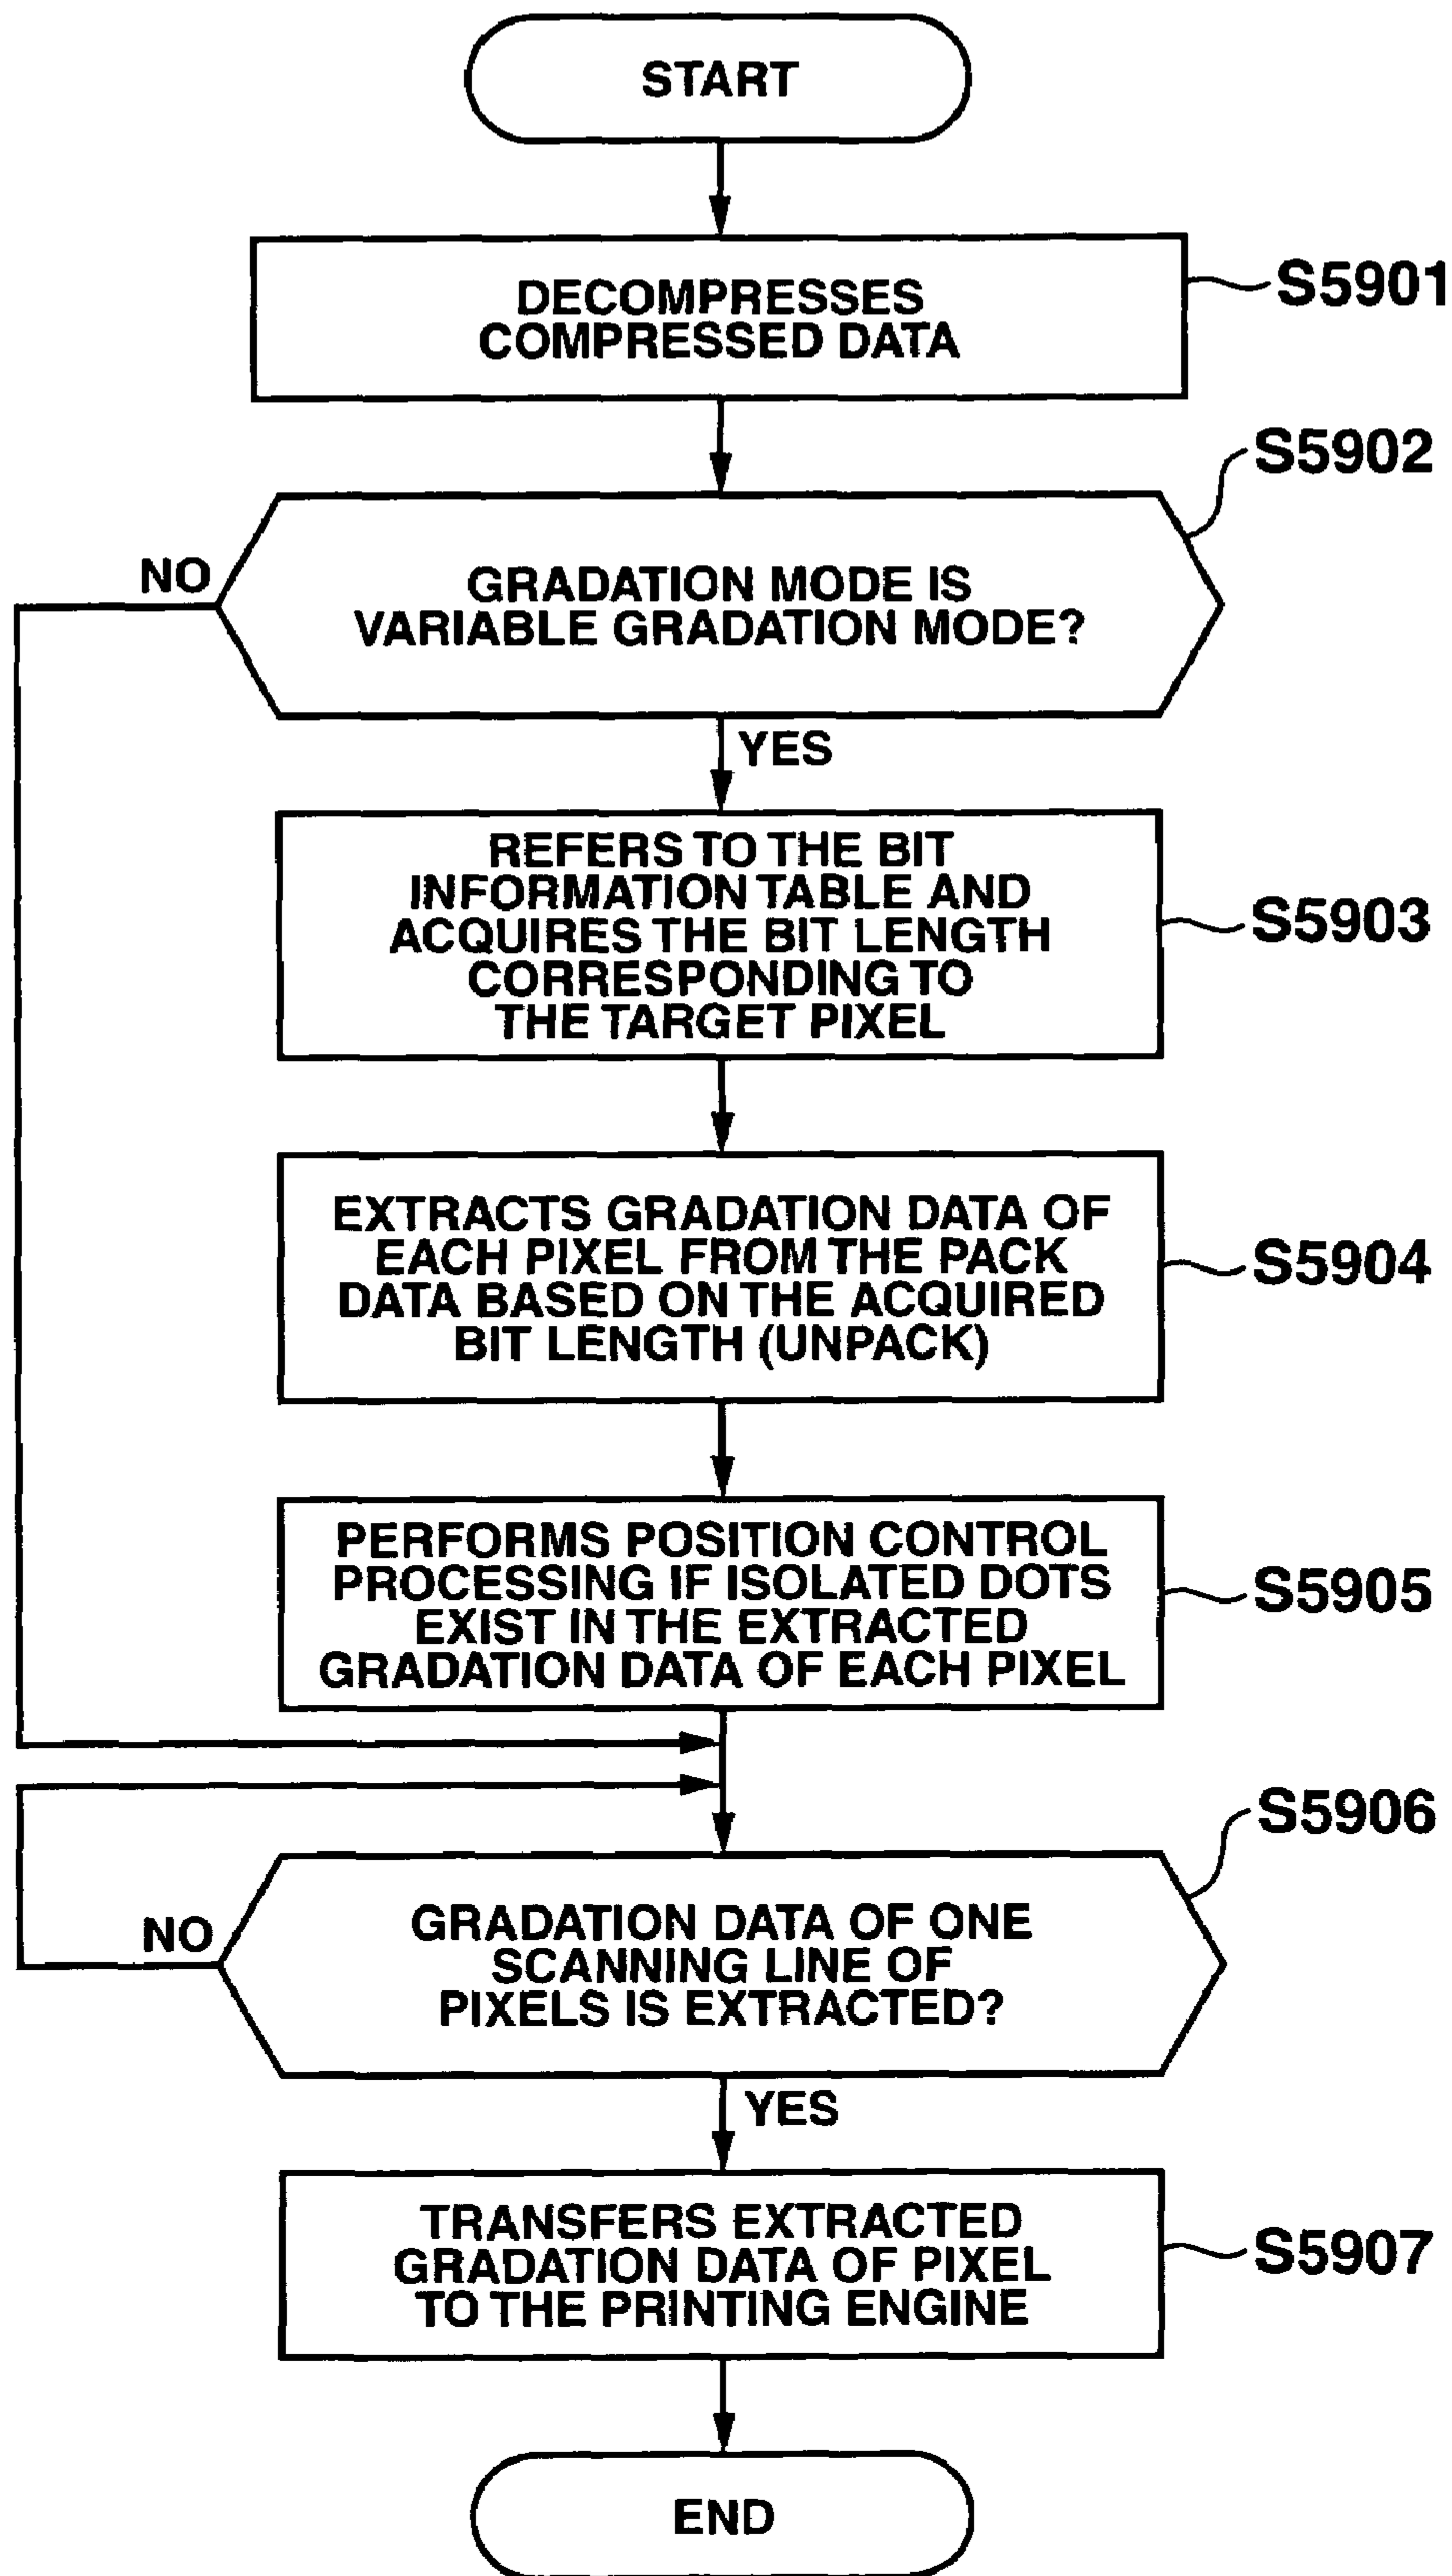 START
DECOMPRESSES
COMPRESSED DATA
S5901
S5902
NO
GRADATION MODE IS
VARIABLE GRADATION MODE?
YES
REFERS TO THE BIT
INFORMATION TABLE AND
ACQUIRES THE BIT LENGTH
CORRESPONDING TO
THE TARGET PIXEL
S5903
EXTRACTS GRADATION DATA OF
EACH PIXEL FROM THE PACK
DATA BASED ON THE ACQUIRED
BIT LENGTH (UNPACK)
S5904
PERFORMS POSITION CONTROL
PROCESSING IF ISOLATED DOTS
EXIST IN THE EXTRACTED
GRADATION DATA OF EACH PIXEL
S5905
S5906
NO
GRADATION DATA OF ONE
SCANNING LINE OF
PIXELS IS EXTRACTED?
YES
TRANSFERS EXTRACTED
GRADATION DATA OF PIXEL
TO THE PRINTING ENGINE
S5907
END